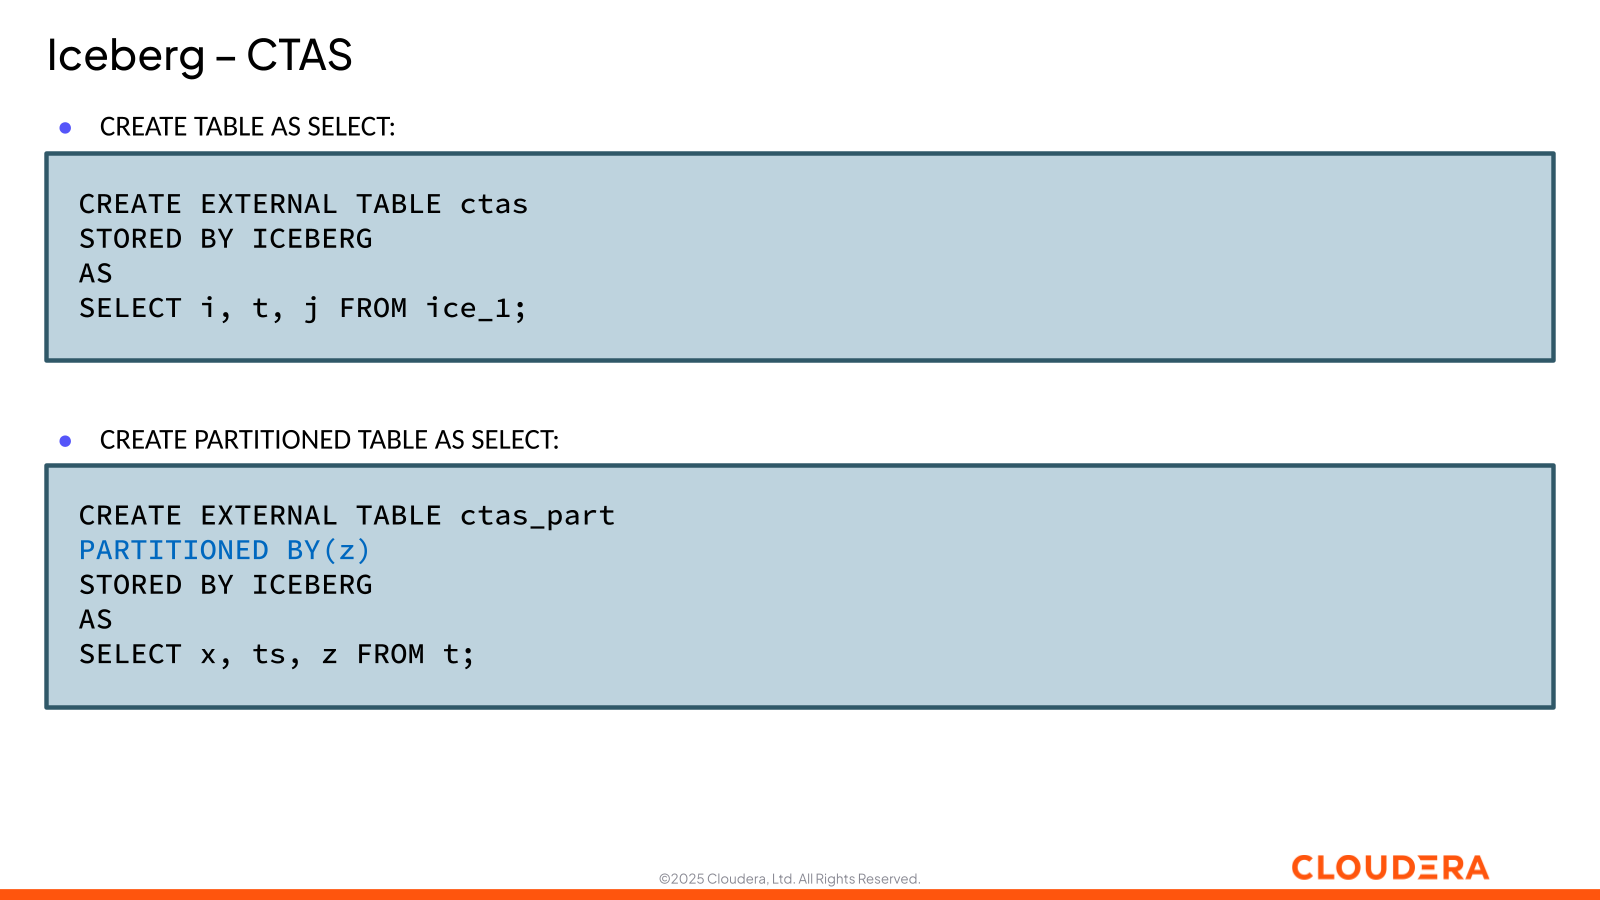 Iceberg – CTAS
● CREATE TABLE AS SELECT:
CREATE EXTERNAL TABLE ctas
STORED BY ICEBERG
AS
SELECT i, t, j FROM ice_1;
● CREATE PARTITIONED TABLE AS SELECT:
CREATE EXTERNAL TABLE ctas_part
PARTITIONED BY(z)
STORED BY ICEBERG
AS
SELECT x, ts, z FROM t;
©2025 Cloudera, Ltd. All Rights Reserved.
CLOUDERA